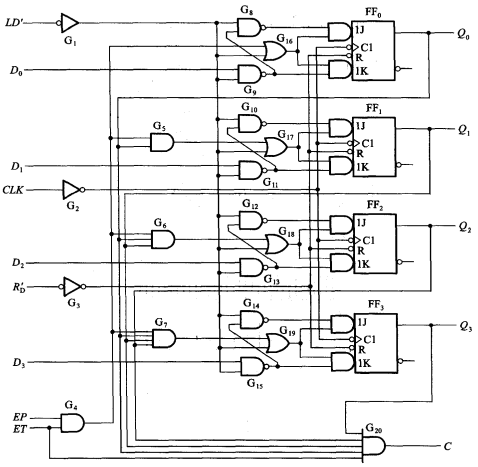 LD'
G1
G8
G16
G9
FF0
1J
C1
R
1K
Q0
D0
G5
G10
G17
G11
FF1
1J
C1
R
1K
Q1
D1
CLK
G2
G6
G12
G18
G13
FF2
1J
C1
R
1K
Q2
D2
R'D
G3
G7
G14
G19
G15
FF3
1J
C1
R
1K
Q3
D3
EP
ET
G4
G20
C